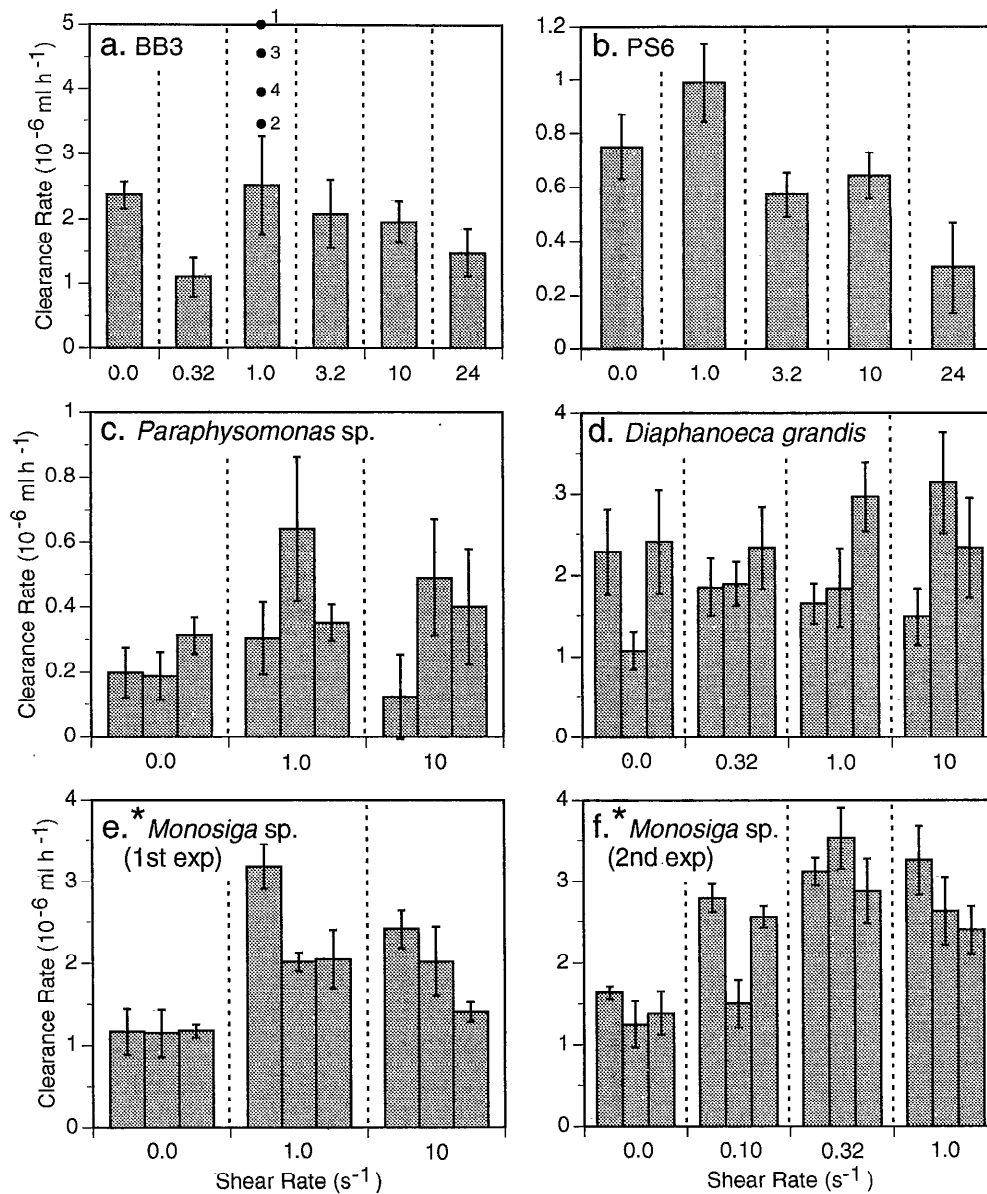 a. BB3
1
3
4
2
5
4
3
2
1
0
Clearance Rate (10⁻⁶ ml h⁻¹)
0.0 0.32 1.0 3.2 10 24
b. PS6
1.2
1
0.8
0.6
0.4
0.2
0
0.0 1.0 3.2 10 24
c. Paraphysomonas sp.
1
0.8
0.6
0.4
0.2
0
Clearance Rate (10⁻⁶ ml h⁻¹)
0.0 1.0 10
d. Diaphanoeca grandis
4
3
2
1
0
0.0 0.32 1.0 10
e.* Monosiga sp.
(1st exp)
4
3
2
1
0
Clearance Rate (10⁻⁶ ml h⁻¹)
0.0 1.0 10
Shear Rate (s⁻¹)
f.* Monosiga sp.
(2nd exp)
4
3
2
1
0
0.0 0.10 0.32 1.0
Shear Rate (s⁻¹)